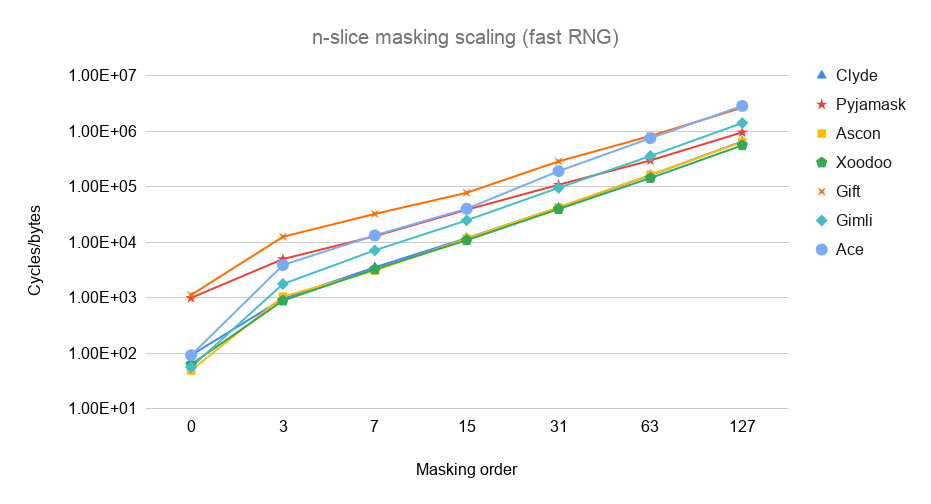 n-slice masking scaling (fast RNG)
Cycles/bytes
1.00E+07
1.00E+06
1.00E+05
1.00E+04
1.00E+03
1.00E+02
1.00E+01
0 3 7 15 31 63 127
Masking order
Clyde
Pyjamask
Ascon
Xoodoo
Gift
Gimli
Ace